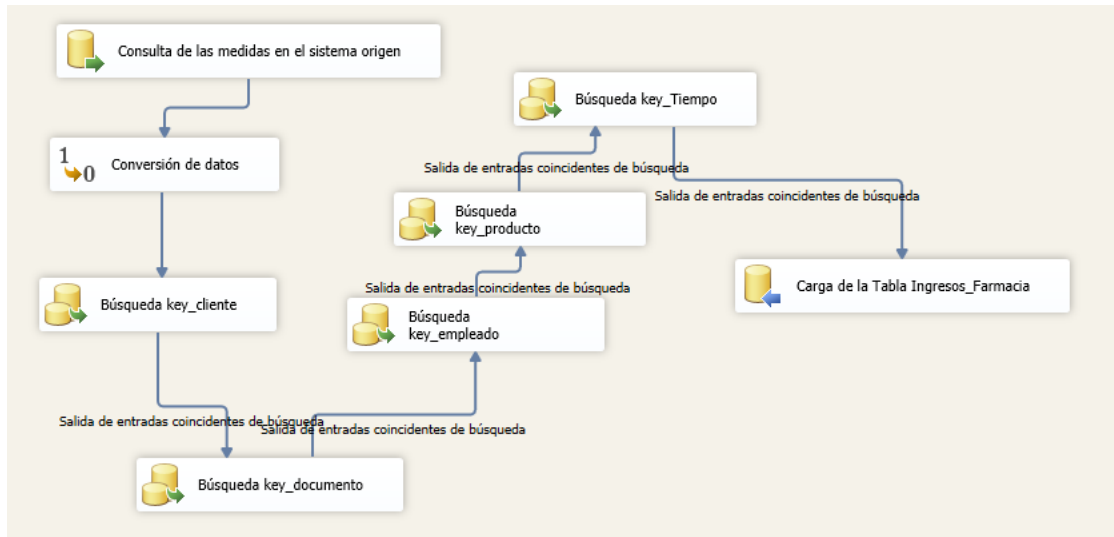 Consulta de las medidas en el sistema origen
1
0
Conversión de datos
Búsqueda key_cliente
Salida de entradas coincidentes de búsqueda
Búsqueda key_documento
Salida de entradas coincidentes de búsqueda
Búsqueda
key_empleado
Salida de entradas coincidentes de búsqueda
Búsqueda
key_producto
Salida de entradas coincidentes de búsqueda
Búsqueda key_Tiempo
Salida de entradas coincidentes de búsqueda
Carga de la Tabla Ingresos_Farmacia